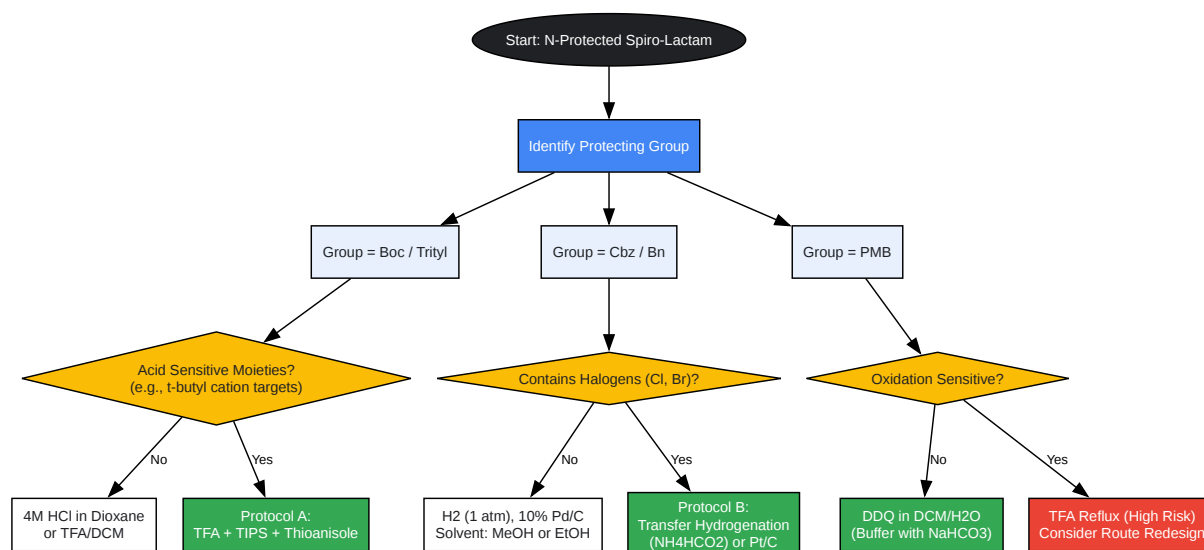 Start: N-Protected Spiro-Lactam
Identify Protecting Group
Group = Boc / Trityl
Group = Cbz / Bn
Group = PMB
Acid Sensitive Moieties?
(e.g., t-butyl cation targets)
Contains Halogens (Cl, Br)?
Oxidation Sensitive?
No
Yes
No
Yes
No
Yes
4M HCl in Dioxane
or TFA/DCM
Protocol A:
TFA + TIPS + Thioanisole
H2 (1 atm), 10% Pd/C
Solvent: MeOH or EtOH
Protocol B:
Transfer Hydrogenation
(NH4HCO2) or Pt/C
DDQ in DCM/H2O
(Buffer with NaHCO3)
TFA Reflux (High Risk)
Consider Route Redesign